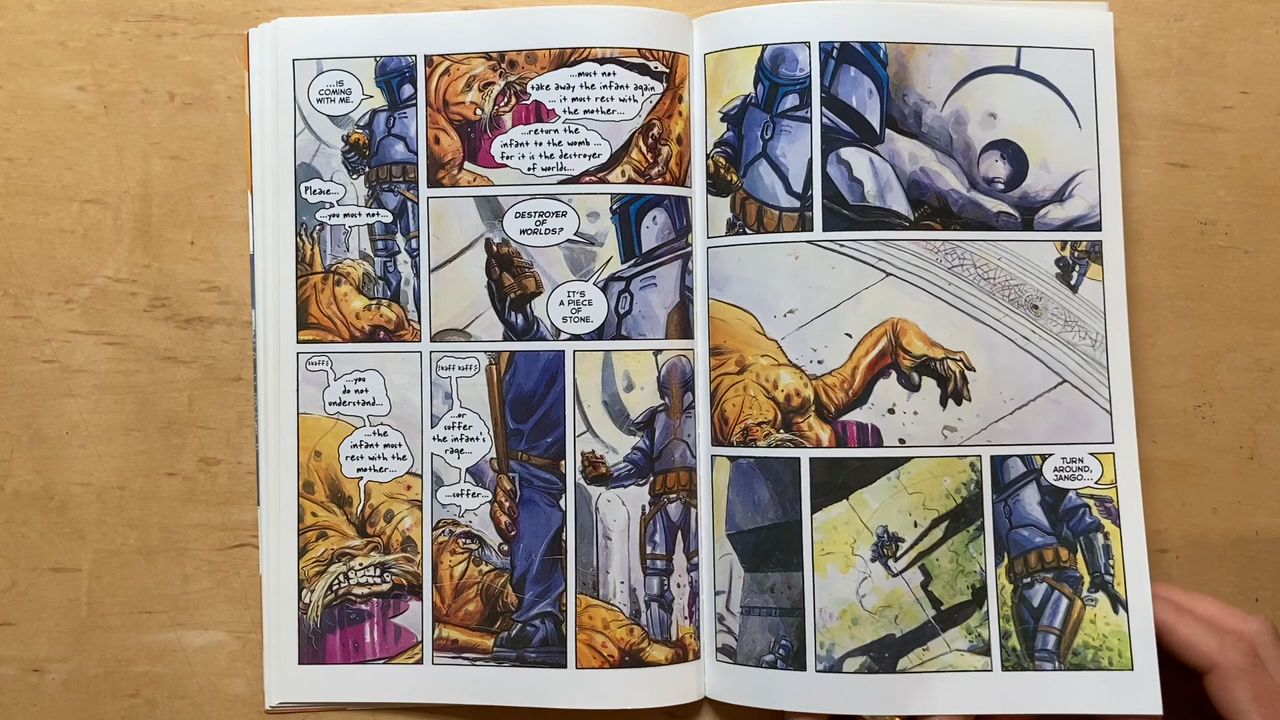 ...IS
COMING
WITH ME.
Please...
...you must not...
...must not
take away the infant again
... it must rest with
the mother...
...return the
infant to the womb ...
for it is the destroyer
of worlds...
DESTROYER
OF
WORLDS?
IT'S
A PIECE
OF
STONE.
:kaff:
...you
do not
understand...
...the
infant must
rest with the
mother...
:kaff kaff:
...or
suffer
the infant's
rage...
...suffer...
TURN
AROUND,
JANGO...